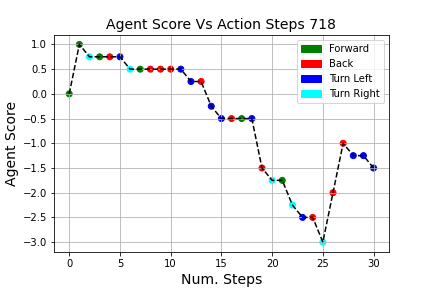 Agent Score Vs Action Steps 718
Agent Score
1.0
0.5
0.0
−0.5
−1.0
−1.5
−2.0
−2.5
−3.0
Forward
Back
Turn Left
Turn Right
0 5 10 15 20 25 30
Num. Steps